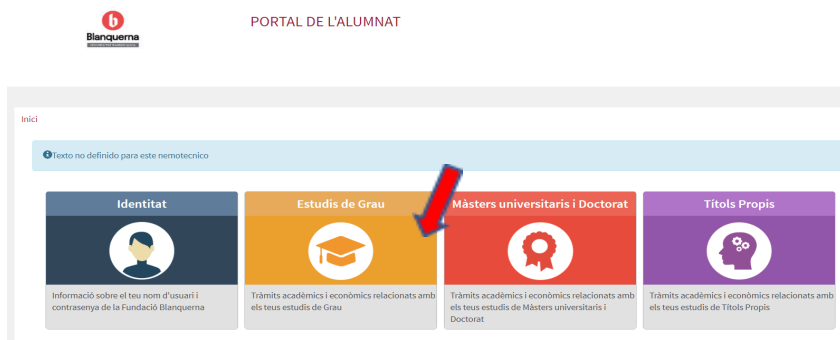 b
Blanquerna
PORTAL DE L'ALUMNAT
Inici
Texto no definido para este nemotecnico
Identitat
Informació sobre el teu nom d'usuari i
contrasenya de la Fundació Blanquerna
Estudis de Grau
Tràmits acadèmics i econòmics relacionats amb
els teus estudis de Grau
Màsters universitaris i Doctorat
Tràmits acadèmics i econòmics relacionats amb
els teus estudis de Màsters universitaris i
Doctorat
Títols Propis
Tràmits acadèmics i econòmics relacionats amb
els teus estudis de Títols Propis